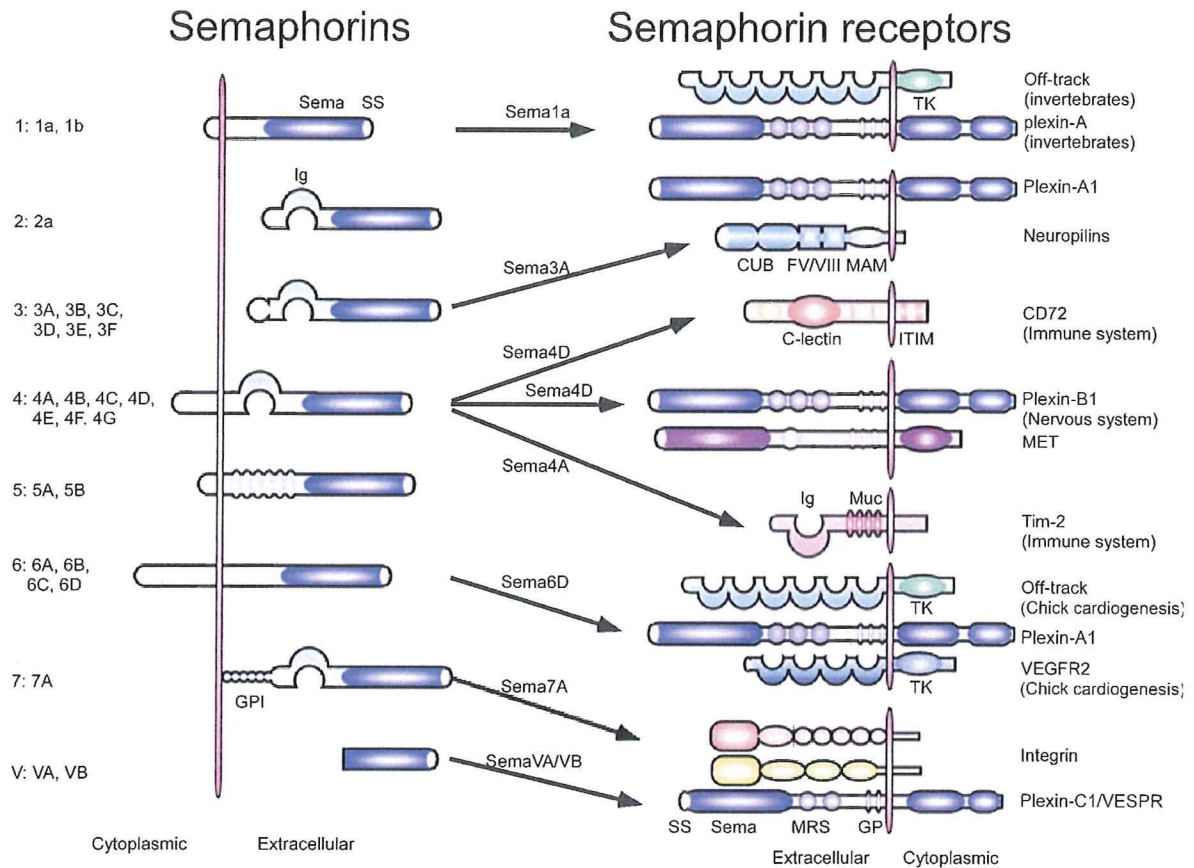 Semaphorins
Semaphorin receptors
1: 1a, 1b
Sema SS
Sema1a
TK
Off-track
(invertebrates)
plexin-A
(invertebrates)
2: 2a
Ig
Plexin-A1
Neuropilins
CUB FV/VIII MAM
3: 3A, 3B, 3C,
3D, 3E, 3F
Sema3A
CD72
(Immune system)
C-lectin ITIM
4: 4A, 4B, 4C, 4D,
4E, 4F. 4G
Sema4D
Sema4D
Sema4A
Plexin-B1
(Nervous system)
MET
5: 5A, 5B
Ig Muc
Tim-2
(Immune system)
6: 6A, 6B,
6C, 6D
Sema6D
TK
Off-track
(Chick cardiogenesis)
Plexin-A1
VEGFR2
(Chick cardiogenesis)
TK
7: 7A
GPI
Sema7A
Integrin
V: VA, VB
SemaVA/VB
Plexin-C1/VESPR
SS Sema MRS GP
Cytoplasmic Extracellular
Extracellular Cytoplasmic